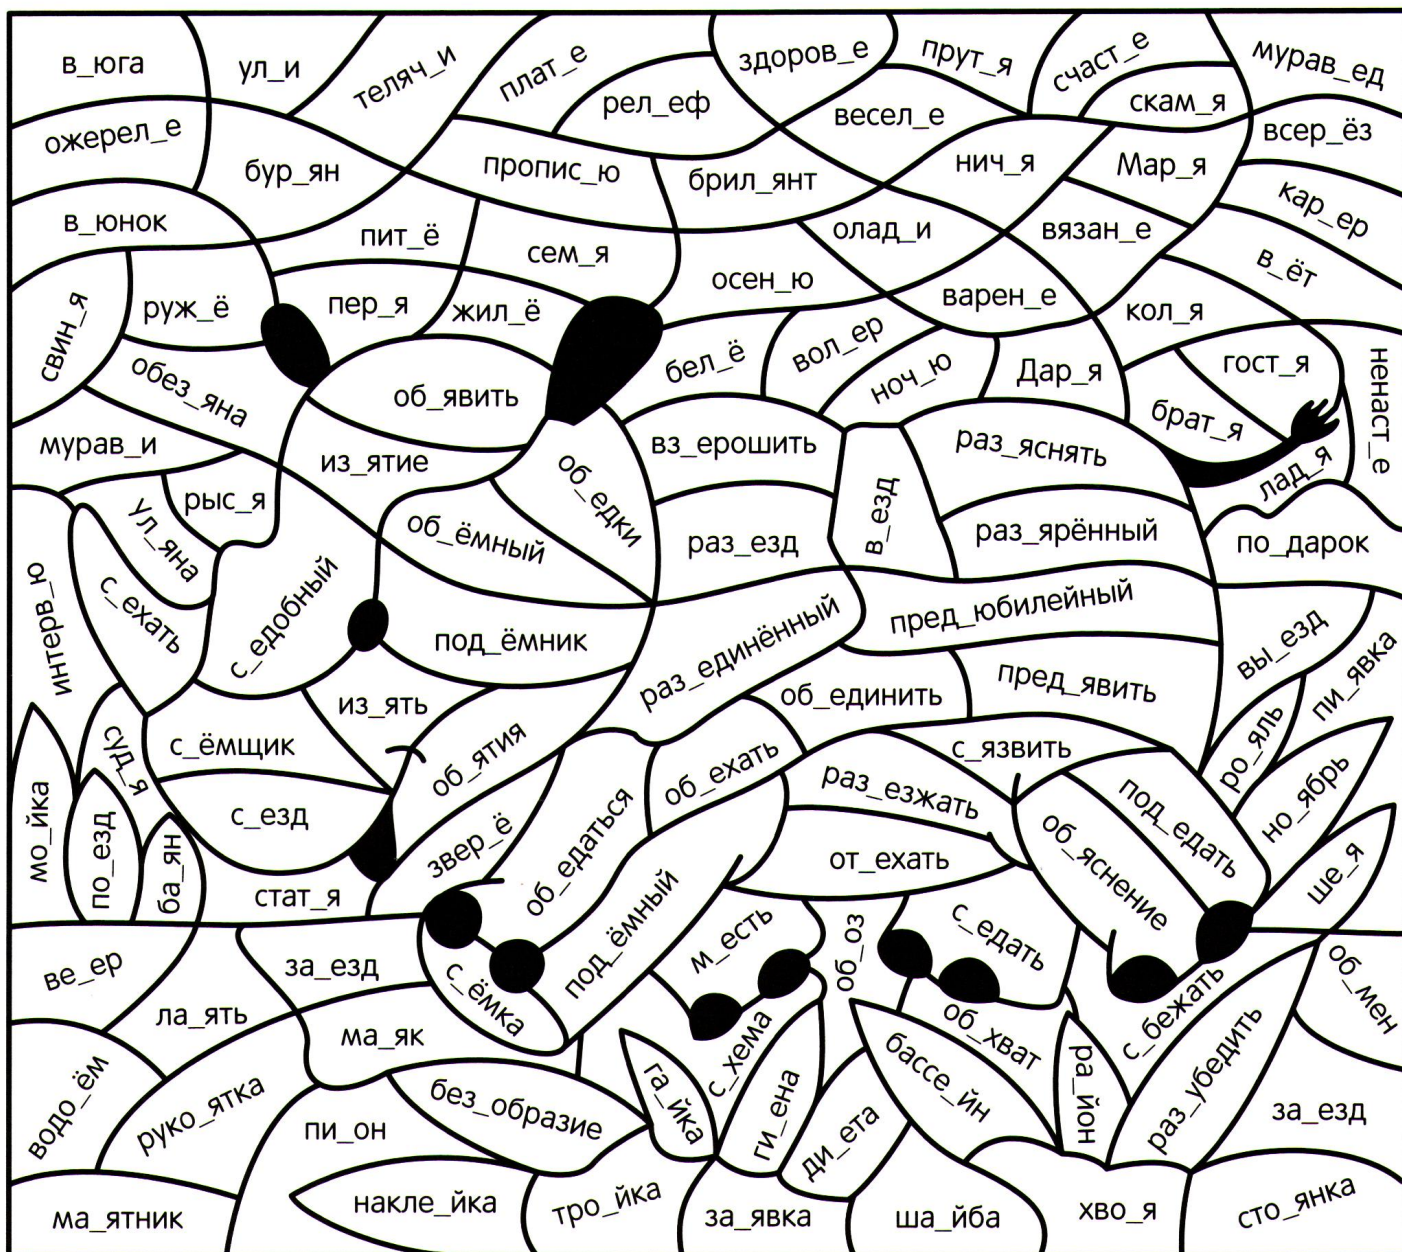 в_юга
ул_и
теляч_и
плат_е
рел_еф
здоров_е
прут_я
счаст_е
скам_я
мурав_ед
ожерел_е
бур_ян
пропис_ю
брил_янт
весел_е
нич_я
Мар_я
всер_ёз
в_юнок
пит_ё
сем_я
осен_ю
олад_и
вязан_е
кар_ер
в_ёт
свин_я
руж_ё
пер_я
жил_ё
варен_е
кол_я
обез_яна
об_явить
бел_ё
вол_ер
ноч_ю
Дар_я
гост_я
брат_я
ненаст_е
мурав_и
из_ятие
об_едки
вз_ерошить
раз_яснять
лад_я
ул_яна
рыс_я
об_ёмный
раз_езд
в_езд
раз_ярённый
по_дарок
интерв_ю
с_ехать
с_едобный
под_ёмник
раз_единённый
пред_юбилейный
вы_езд
пи_явка
из_ять
об_единить
пред_явить
суд_я
с_ёмщик
об_ятия
об_ехать
с_язвить
ро_яль
мо_йка
по_езд
ба_ян
с_езд
звер_ё
об_едаться
раз_езжать
под_едать
но_ябрь
стат_я
под_ёмный
от_ехать
об_яснение
ше_я
ве_ер
за_езд
с_ёмка
м_есть
об_оз
с_едать
об_мен
ла_ять
ма_як
с_хема
об_хват
с_бежать
водо_ём
руко_ятка
пи_он
без_образие
га_йка
ги_ена
ди_ета
бассе_йн
ра_йон
раз_убедить
за_езд
ма_ятник
накле_йка
тро_йка
за_явка
ша_йба
хво_я
сто_янка